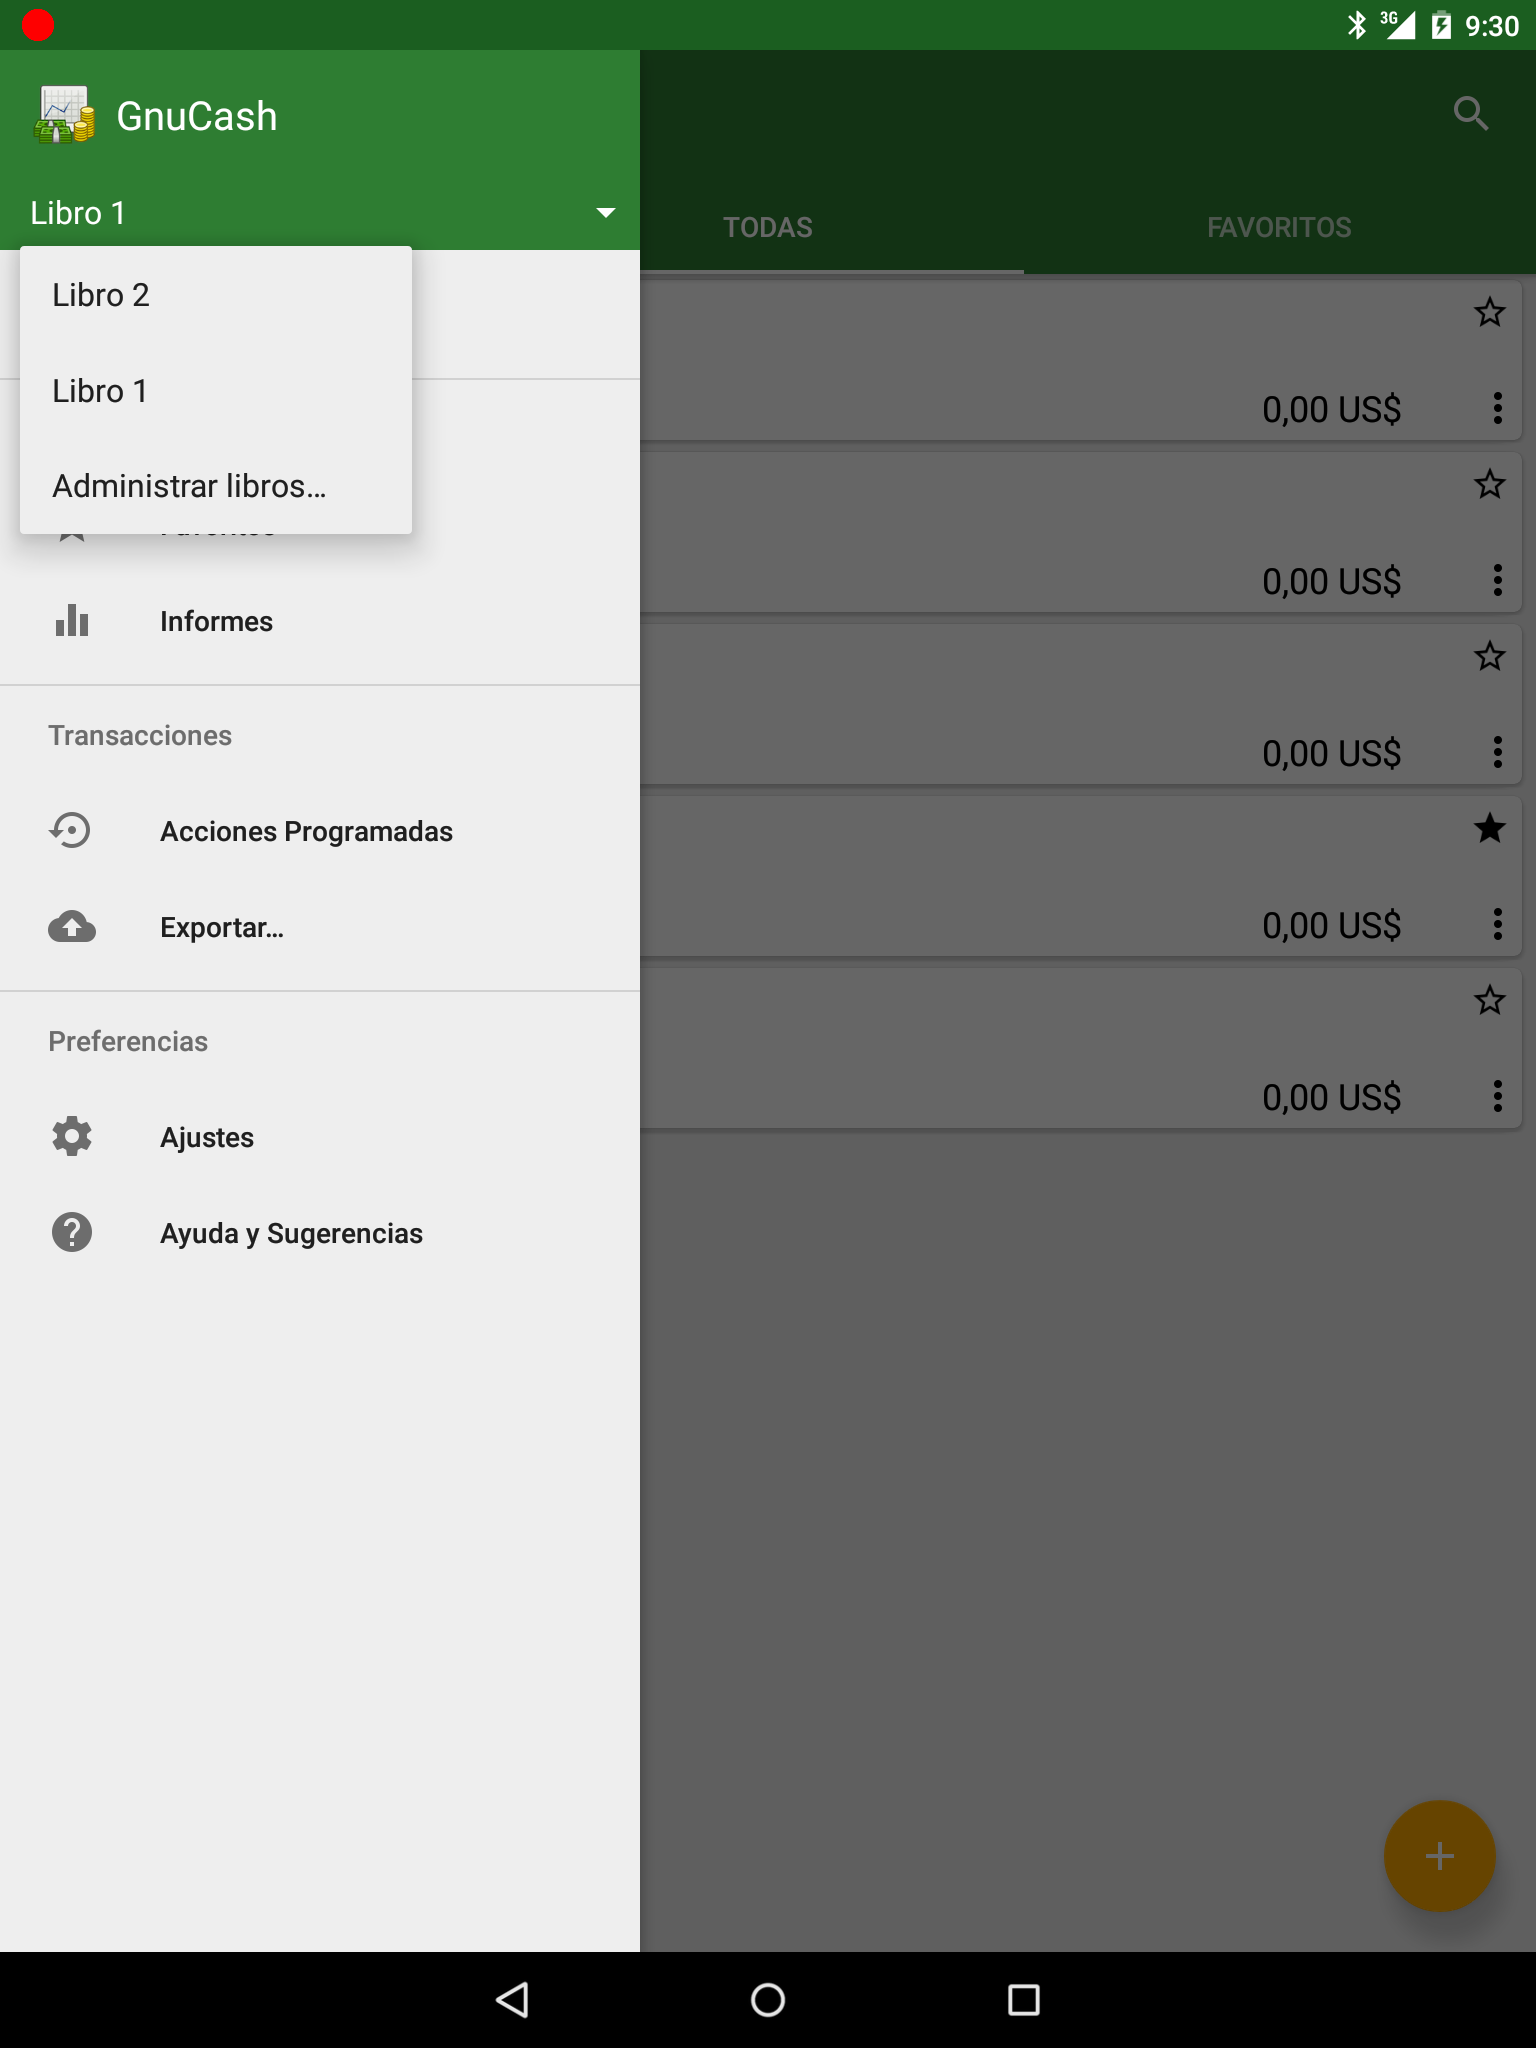 3G 9:30
GnuCash
Libro 1
TODAS
FAVORITOS
Libro 2
Libro 1
Administrar libros…
0,00 US$
0,00 US$
Informes
0,00 US$
Transacciones
Acciones Programadas
Exportar…
0,00 US$
Preferencias
0,00 US$
Ajustes
Ayuda y Sugerencias